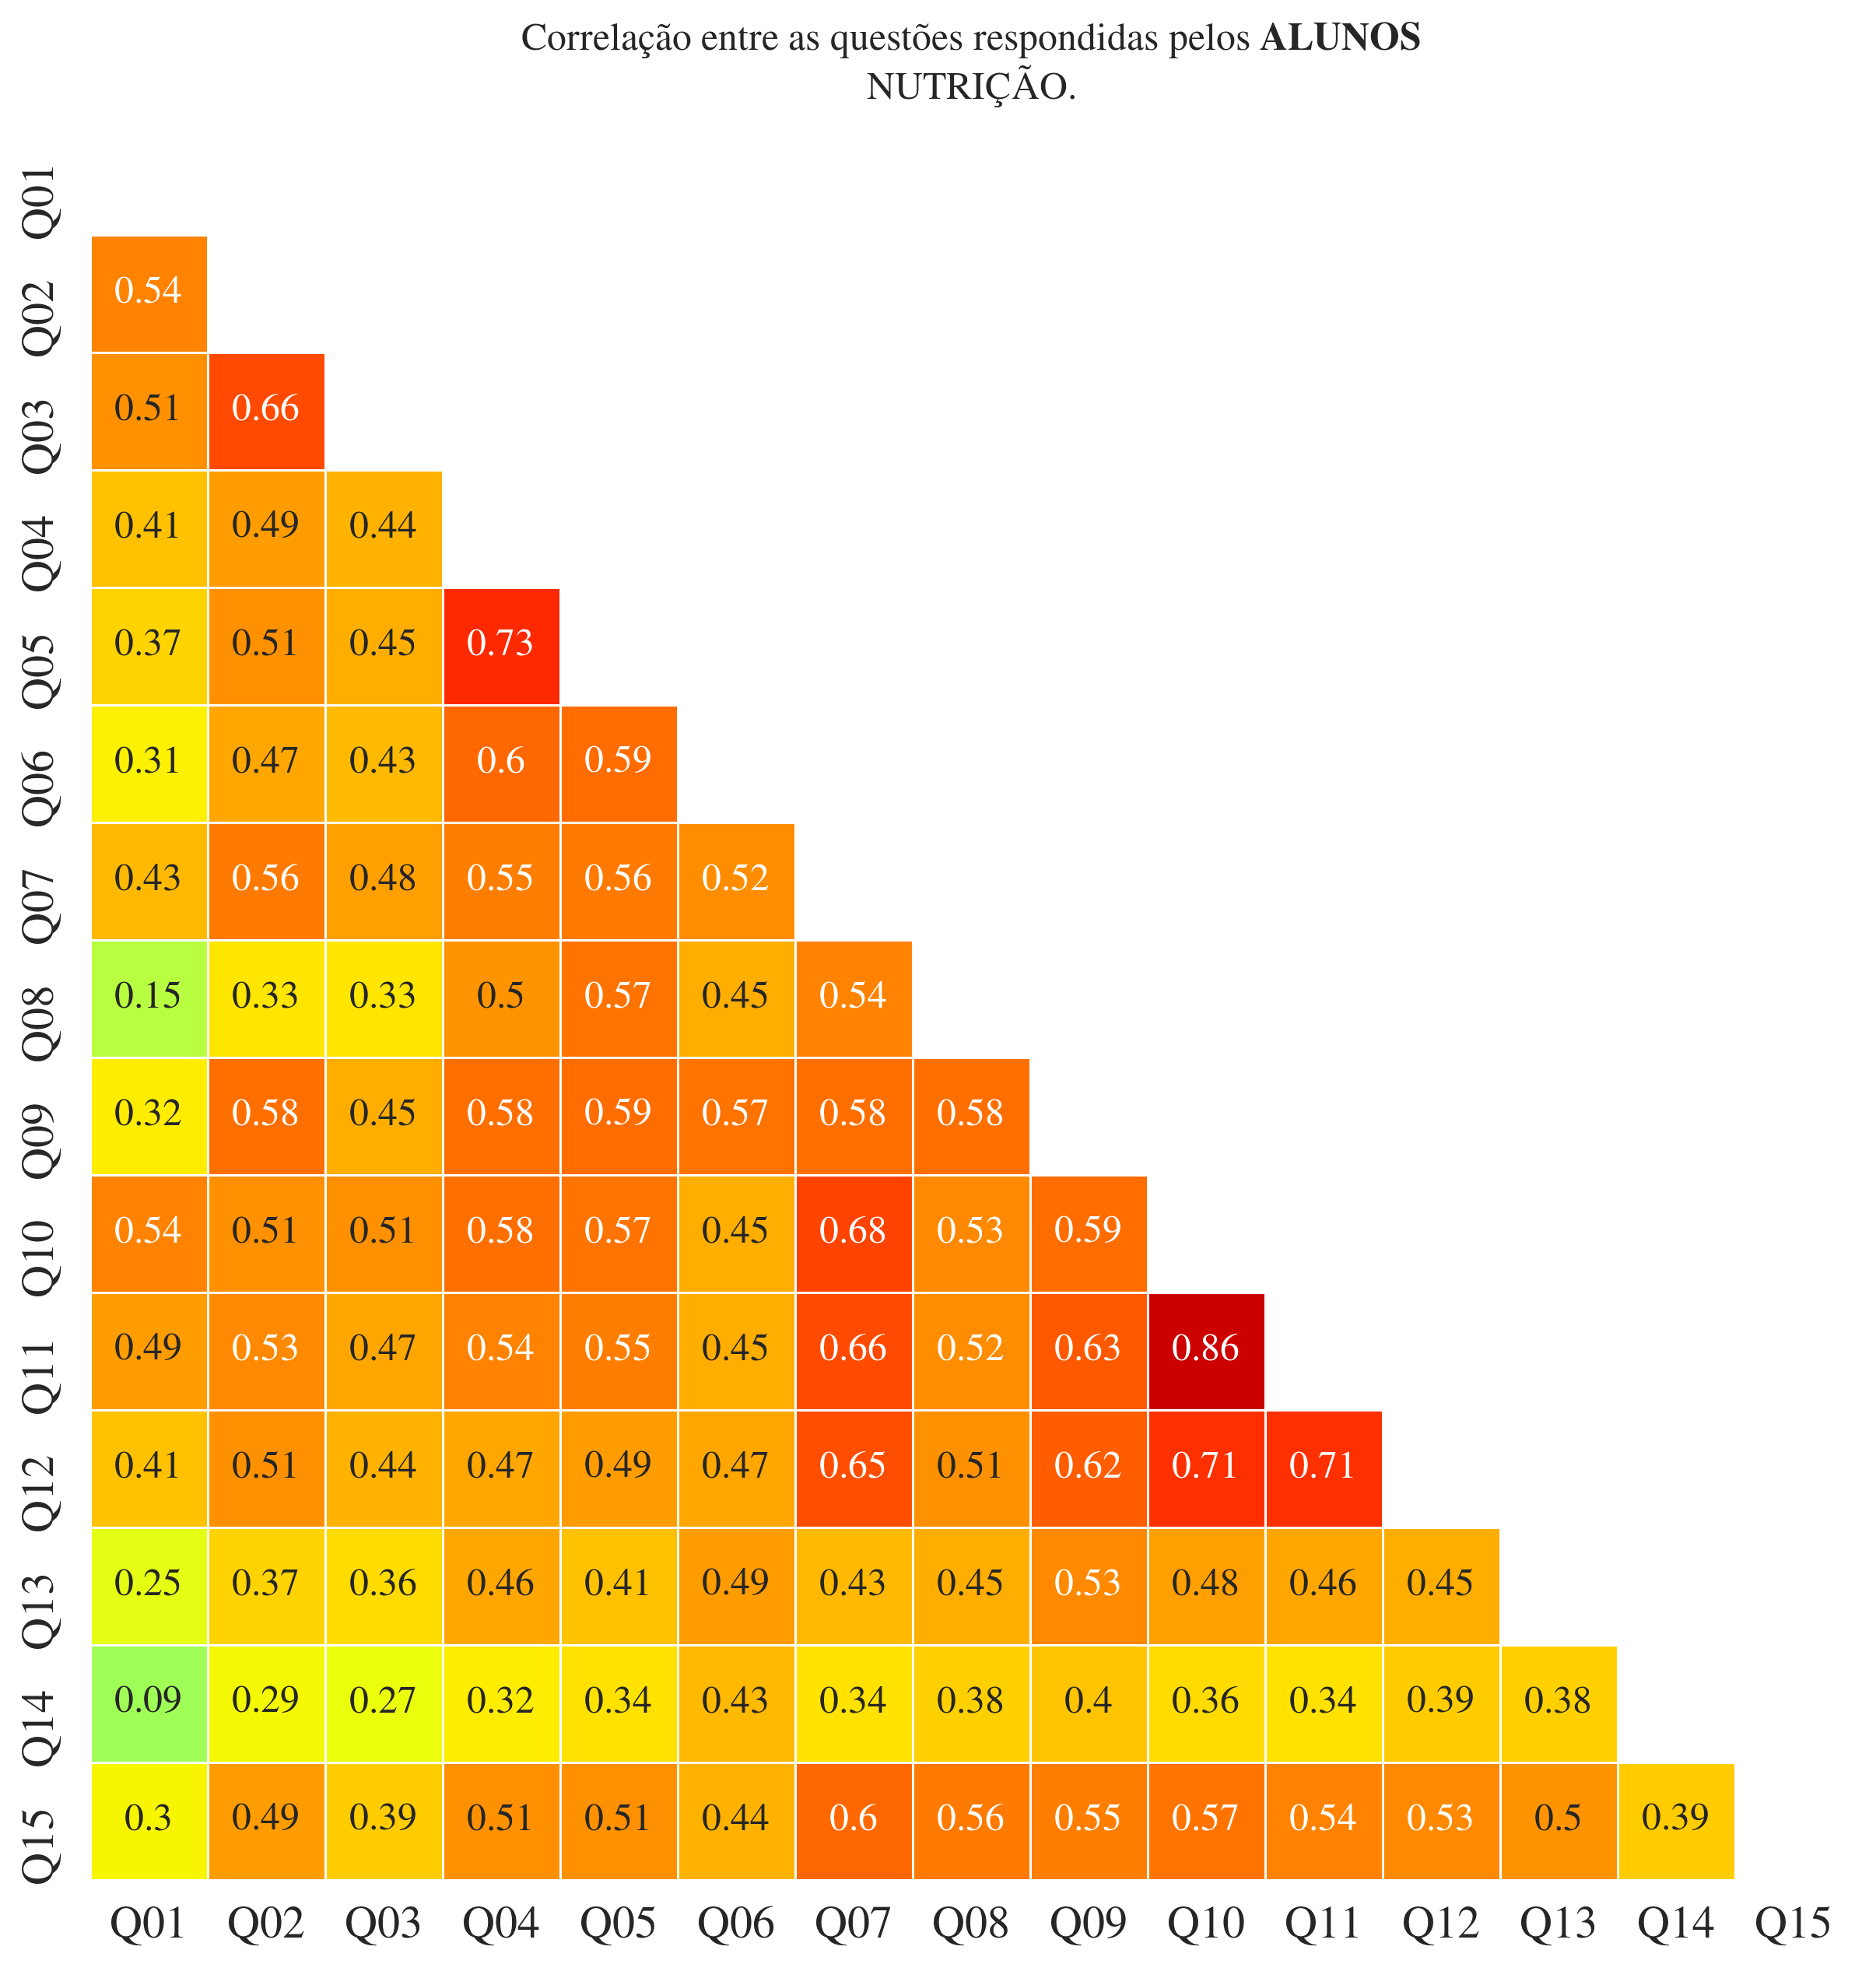 Correlação entre as questões respondidas pelos ALUNOS
NUTRIÇÃO.
Q01
Q02 0.54
Q03 0.51 0.66
Q04 0.41 0.49 0.44
Q05 0.37 0.51 0.45 0.73
Q06 0.31 0.47 0.43 0.6 0.59
Q07 0.43 0.56 0.48 0.55 0.56 0.52
Q08 0.15 0.33 0.33 0.5 0.57 0.45 0.54
Q09 0.32 0.58 0.45 0.58 0.59 0.57 0.58 0.58
Q10 0.54 0.51 0.51 0.58 0.57 0.45 0.68 0.53 0.59
Q11 0.49 0.53 0.47 0.54 0.55 0.45 0.66 0.52 0.63 0.86
Q12 0.41 0.51 0.44 0.47 0.49 0.47 0.65 0.51 0.62 0.71 0.71
Q13 0.25 0.37 0.36 0.46 0.41 0.49 0.43 0.45 0.53 0.48 0.46 0.45
Q14 0.09 0.29 0.27 0.32 0.34 0.43 0.34 0.38 0.4 0.36 0.34 0.39 0.38
Q15 0.3 0.49 0.39 0.51 0.51 0.44 0.6 0.56 0.55 0.57 0.54 0.53 0.5 0.39
Q01 Q02 Q03 Q04 Q05 Q06 Q07 Q08 Q09 Q10 Q11 Q12 Q13 Q14 Q15